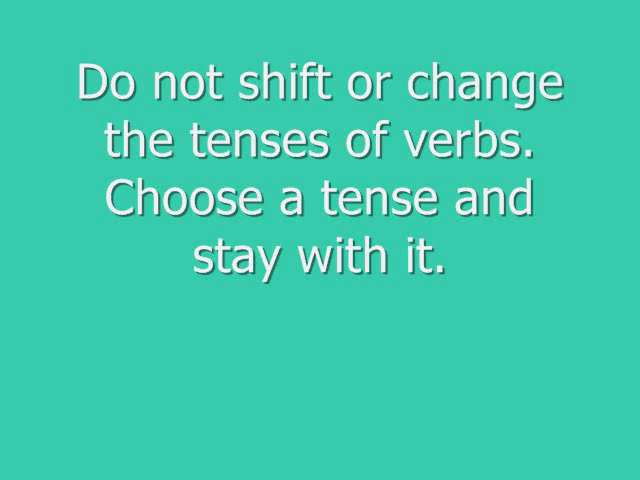 Do not shift or change
the tenses of verbs.
Choose a tense and
stay with it.